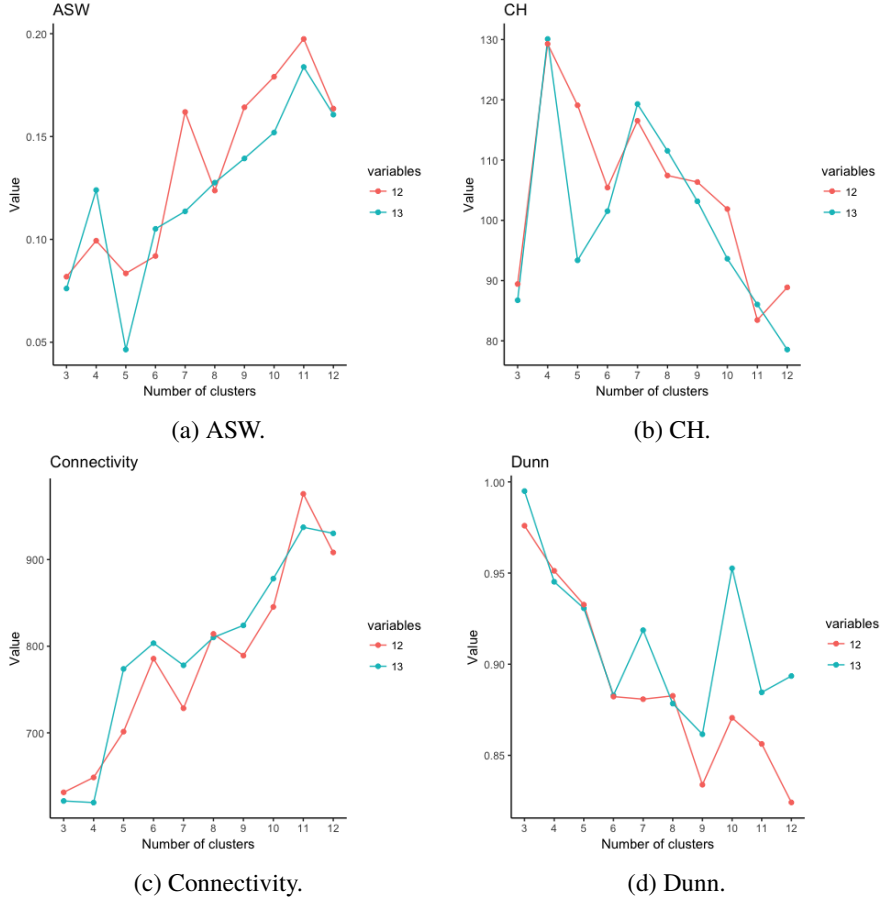 ASW
0.20
0.15
0.10
0.05
Value
3 4 5 6 7 8 9 10 11 12
Number of clusters
variables
12
13
(a) ASW.
CH
130
120
110
100
90
80
Value
3 4 5 6 7 8 9 10 11 12
Number of clusters
variables
12
13
(b) CH.
Connectivity
900
800
700
Value
3 4 5 6 7 8 9 10 11 12
Number of clusters
variables
12
13
(c) Connectivity.
Dunn
1.00
0.95
0.90
0.85
Value
3 4 5 6 7 8 9 10 11 12
Number of clusters
variables
12
13
(d) Dunn.